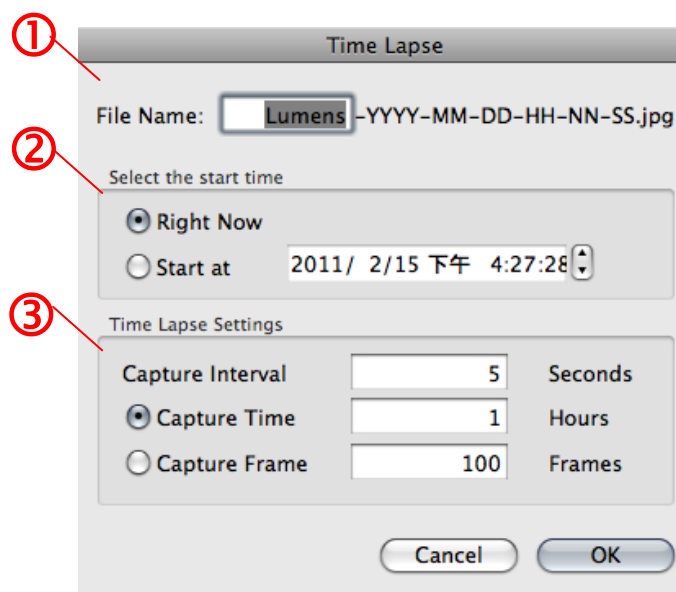 ①
Time Lapse
File Name: Lumens -YYYY-MM-DD-HH-NN-SS.jpg
②
Select the start time
Right Now
Start at 2011/ 2/15 下午 4:27:28
③
Time Lapse Settings
Capture Interval 5 Seconds
Capture Time 1 Hours
Capture Frame 100 Frames
Cancel OK